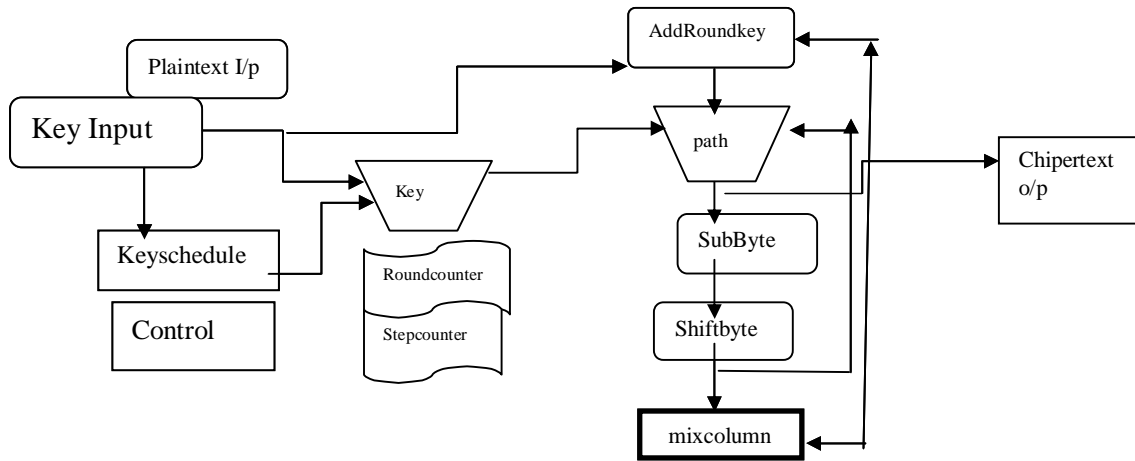 AddRoundkey
Plaintext I/p
Key Input
path
Chipertext
o/p
Key
SubByte
Keyschedule
Roundcounter
Control
Stepcounter
Shiftbyte
mixcolumn